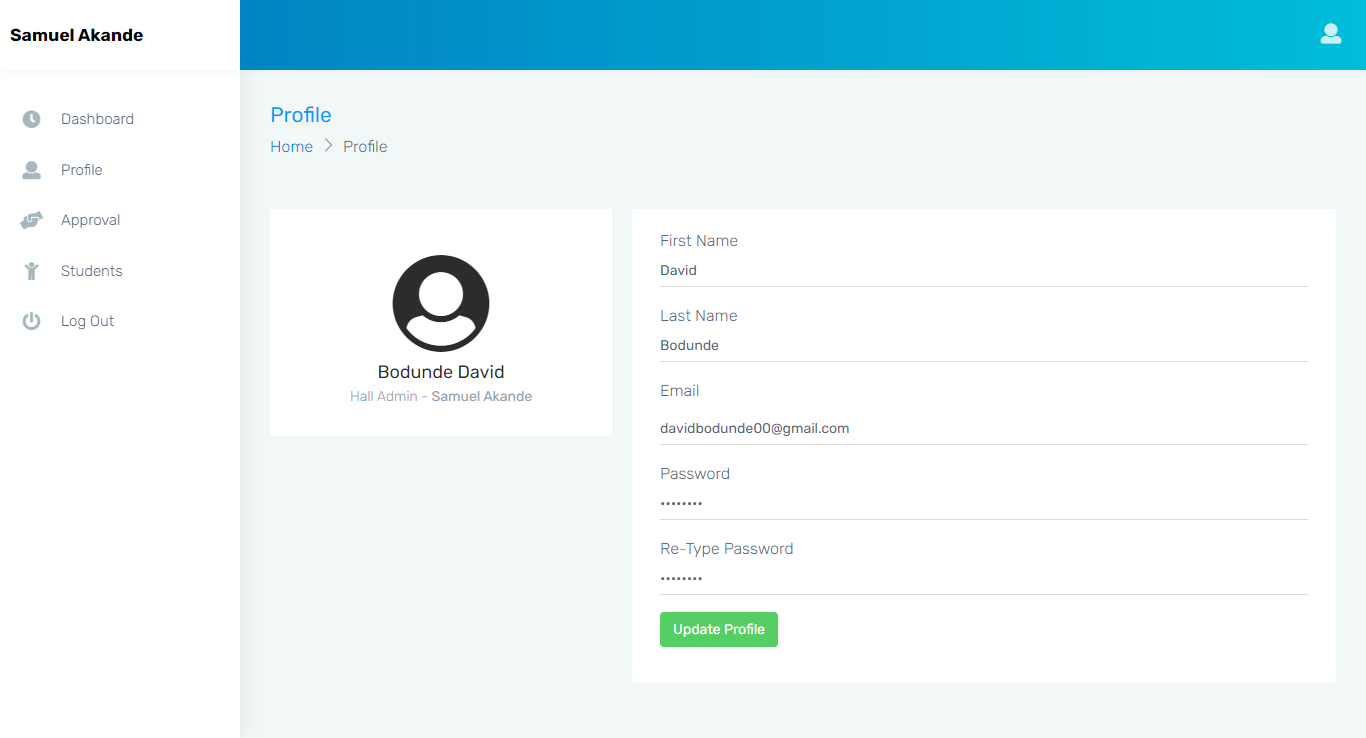 Samuel Akande
Dashboard
Profile
Approval
Students
Log Out
Profile
Home > Profile
Bodunde David
Hall Admin - Samuel Akande
First Name
David
Last Name
Bodunde
Email
davidbodunde00@gmail.com
Password
••••••••
Re-Type Password
••••••••
Update Profile